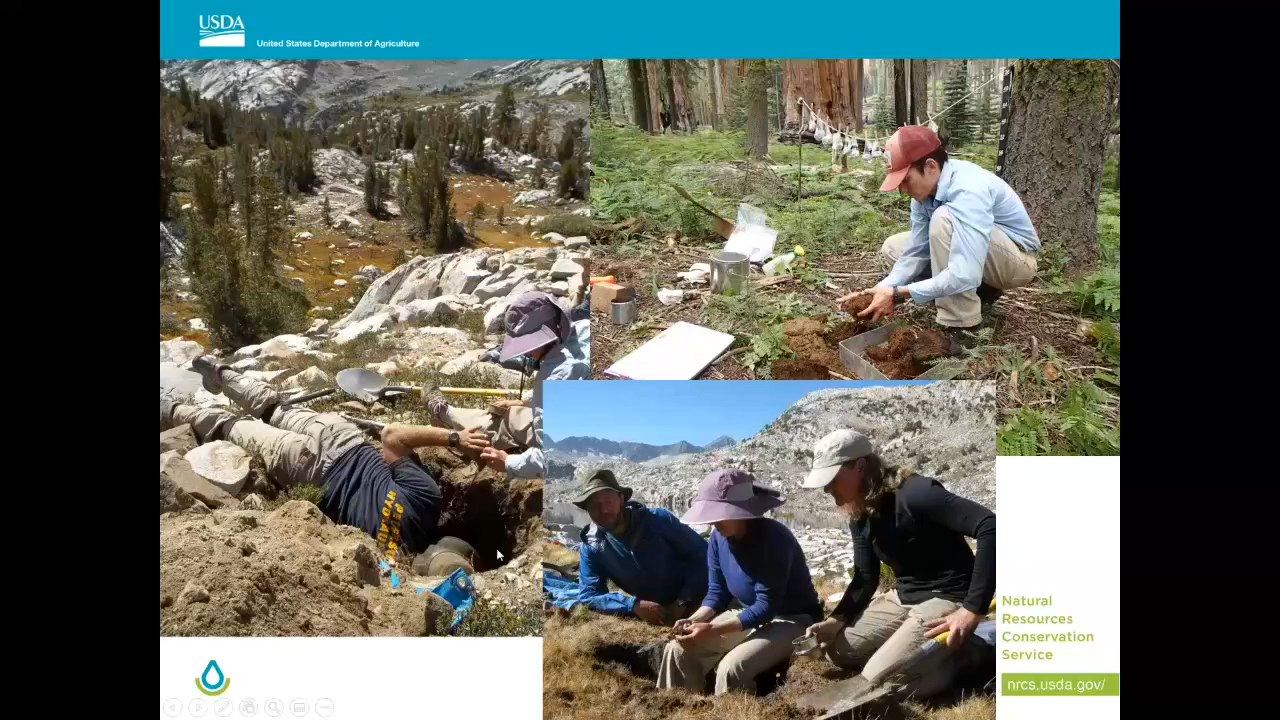 USDA
United States Department of Agriculture
Natural
Resources
Conservation
Service
nrcs.usda.gov/